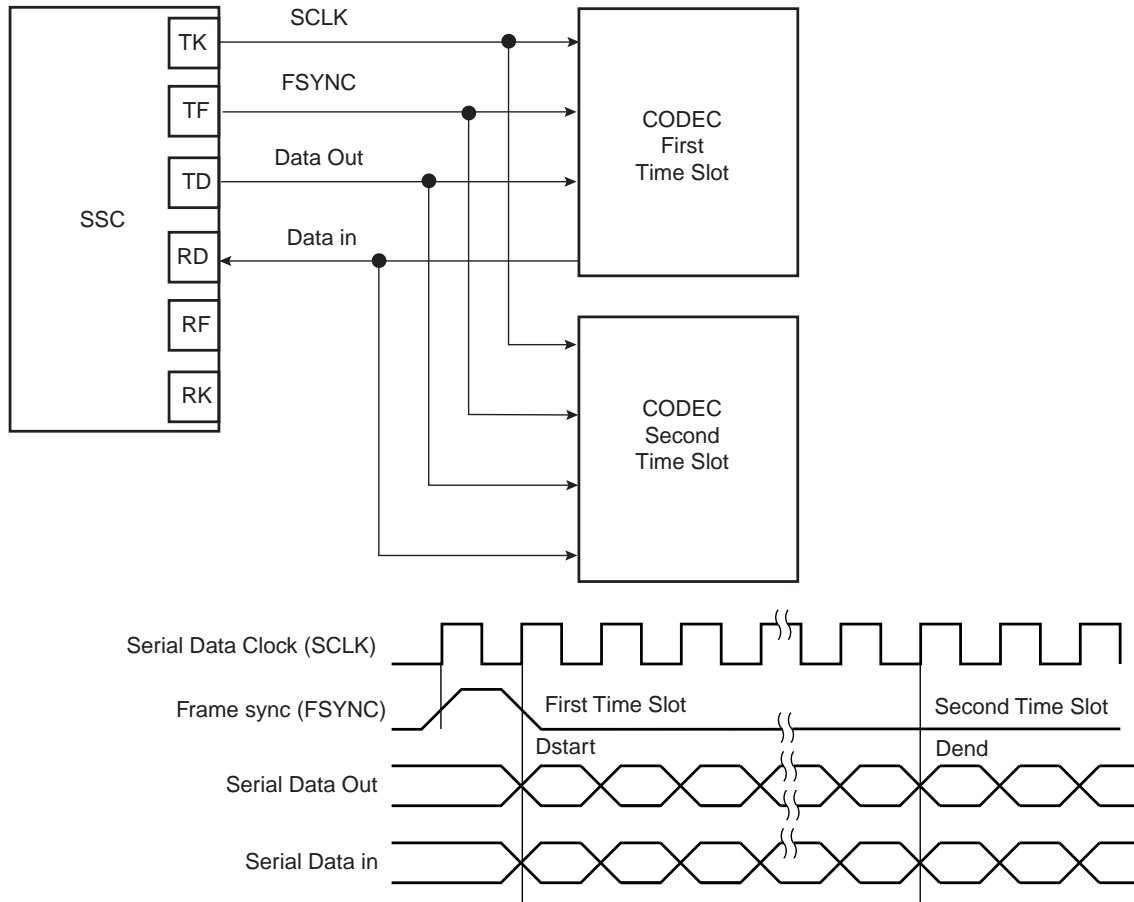 SCLK
TK
FSYNC
TF
CODEC
First
Time Slot
Data Out
TD
SSC
Data in
RD
RF
RK
CODEC
Second
Time Slot
Serial Data Clock (SCLK)
Frame sync (FSYNC)
First Time Slot
Second Time Slot
Dstart
Dend
Serial Data Out
Serial Data in